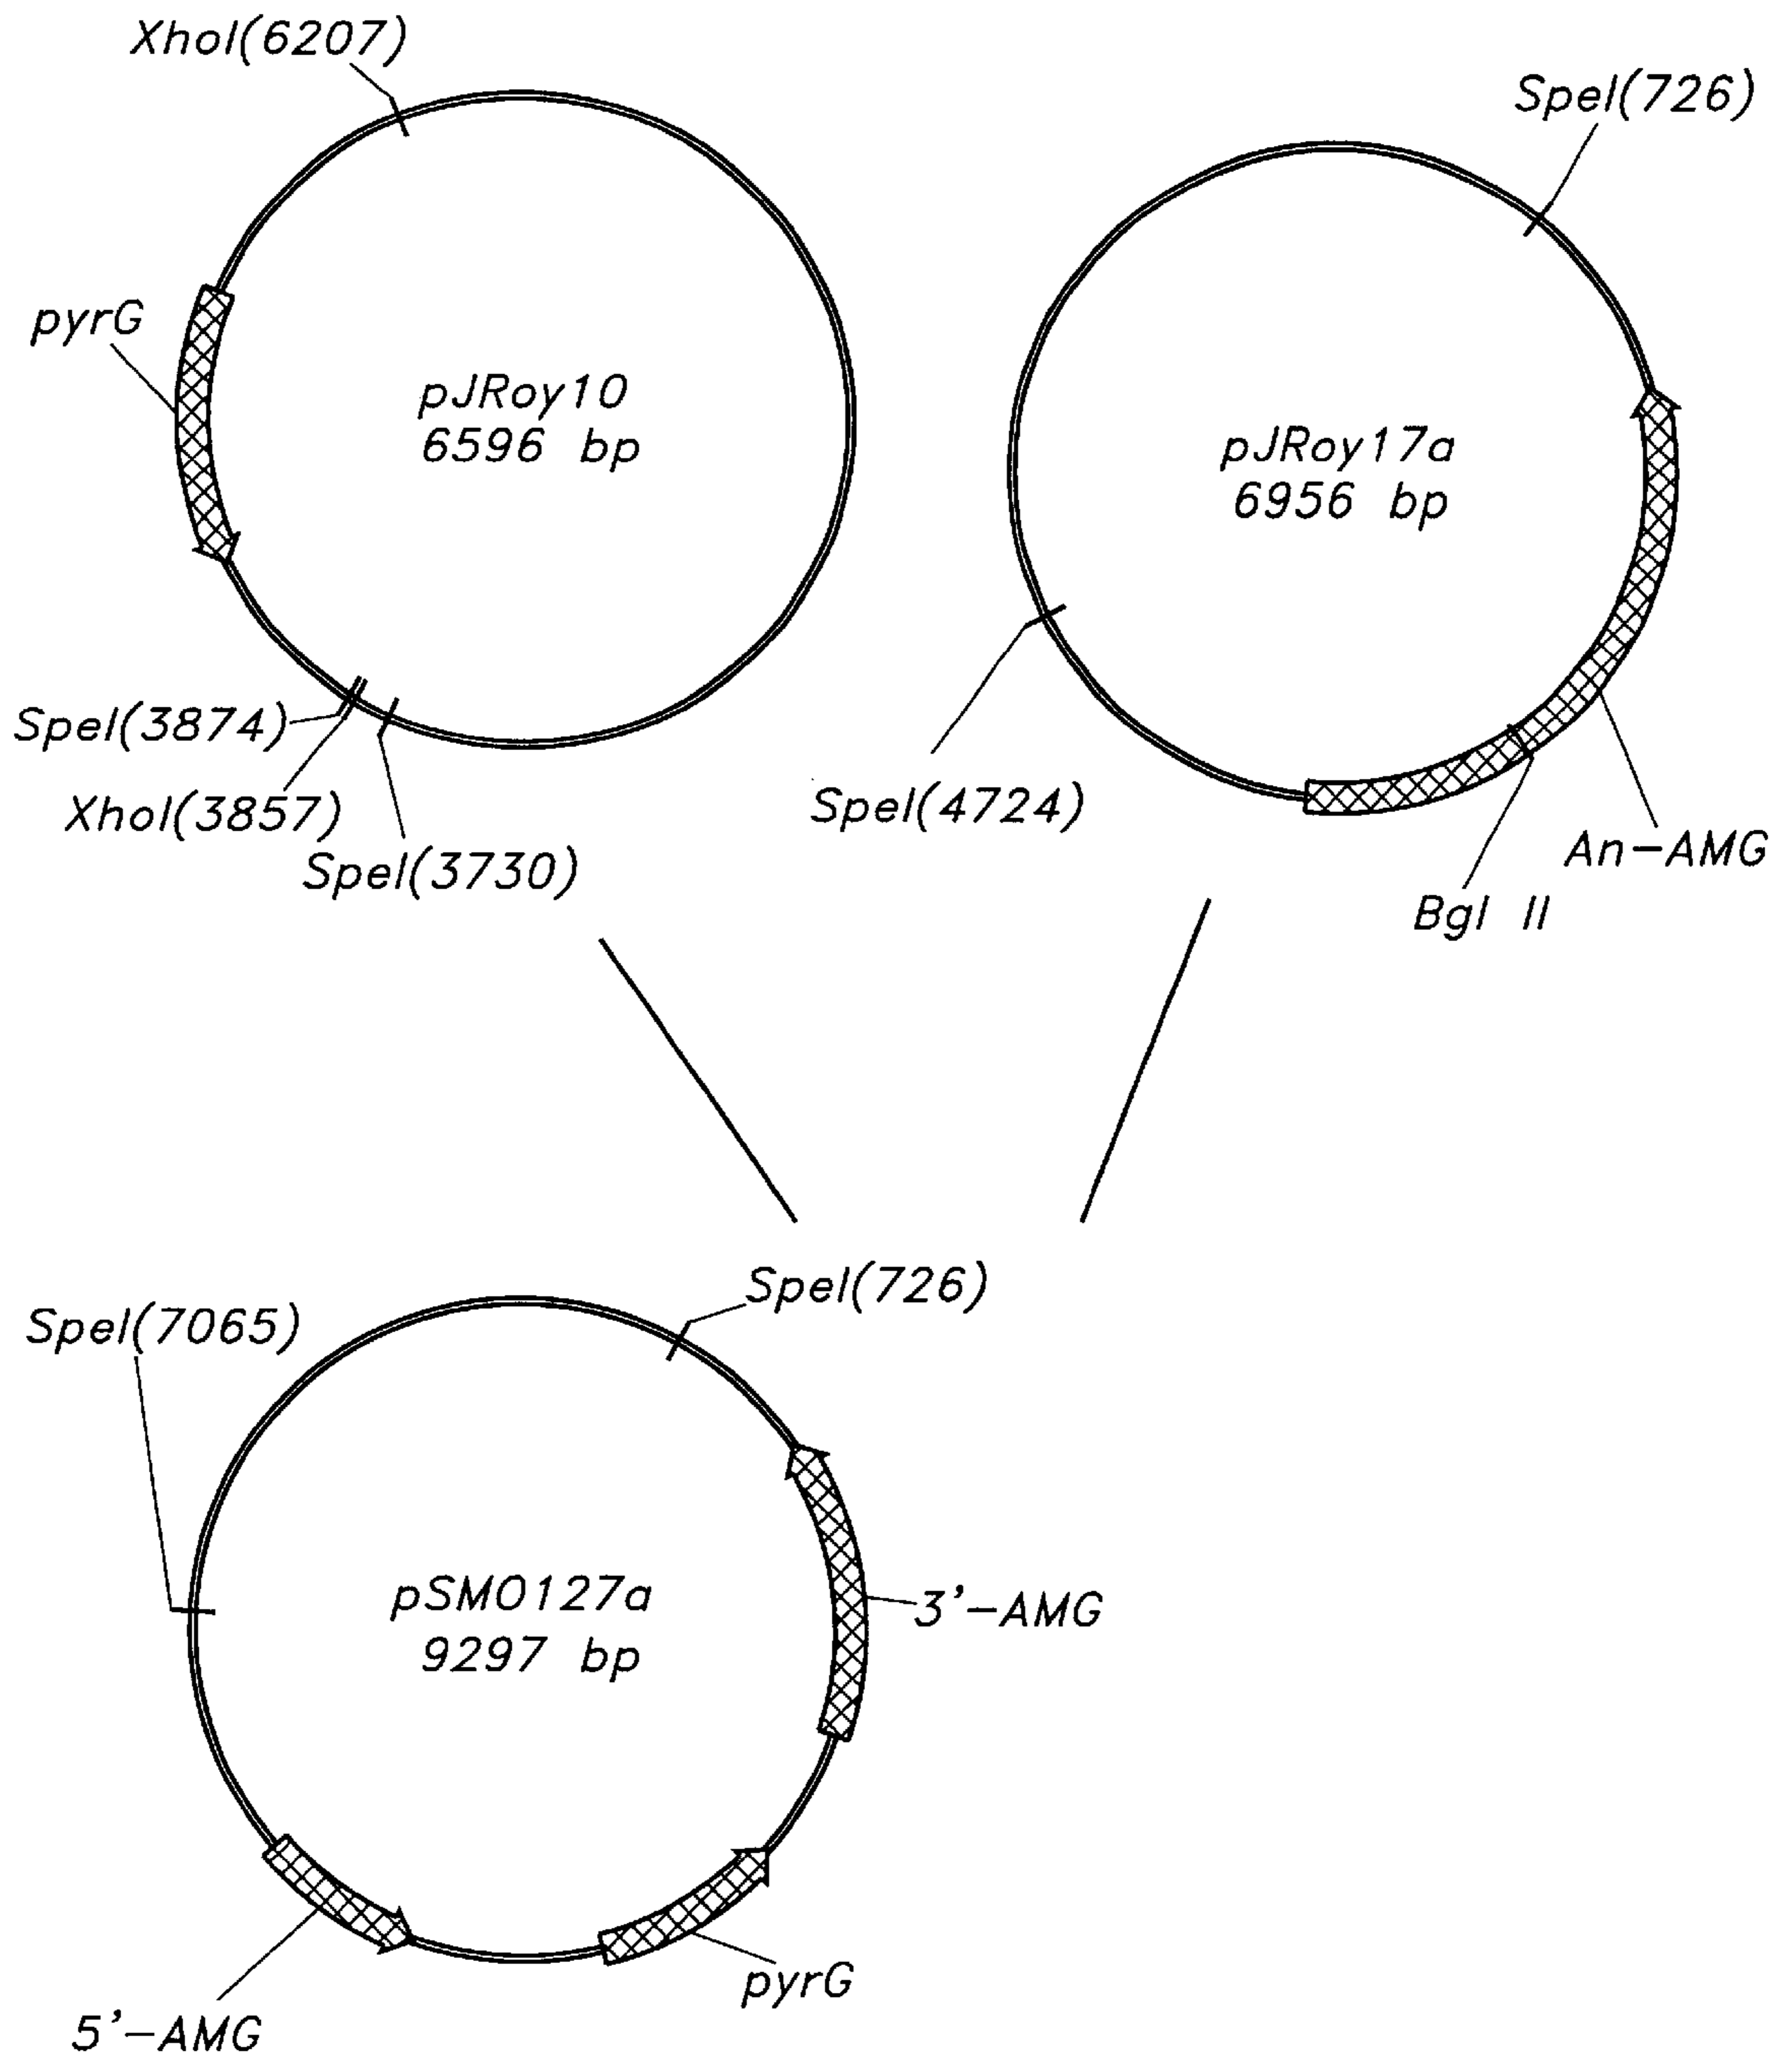 XhoI(6207)
SpeI(726)
pyrG
pJRoy10
6596 bp
pJRoy17a
6956 bp
SpeI(3874)
XhoI(3857)
SpeI(3730)
SpeI(4724)
An-AMG
Bgl II
SpeI(726)
SpeI(7065)
pSMO127a
9297 bp
3'-AMG
pyrG
5'-AMG